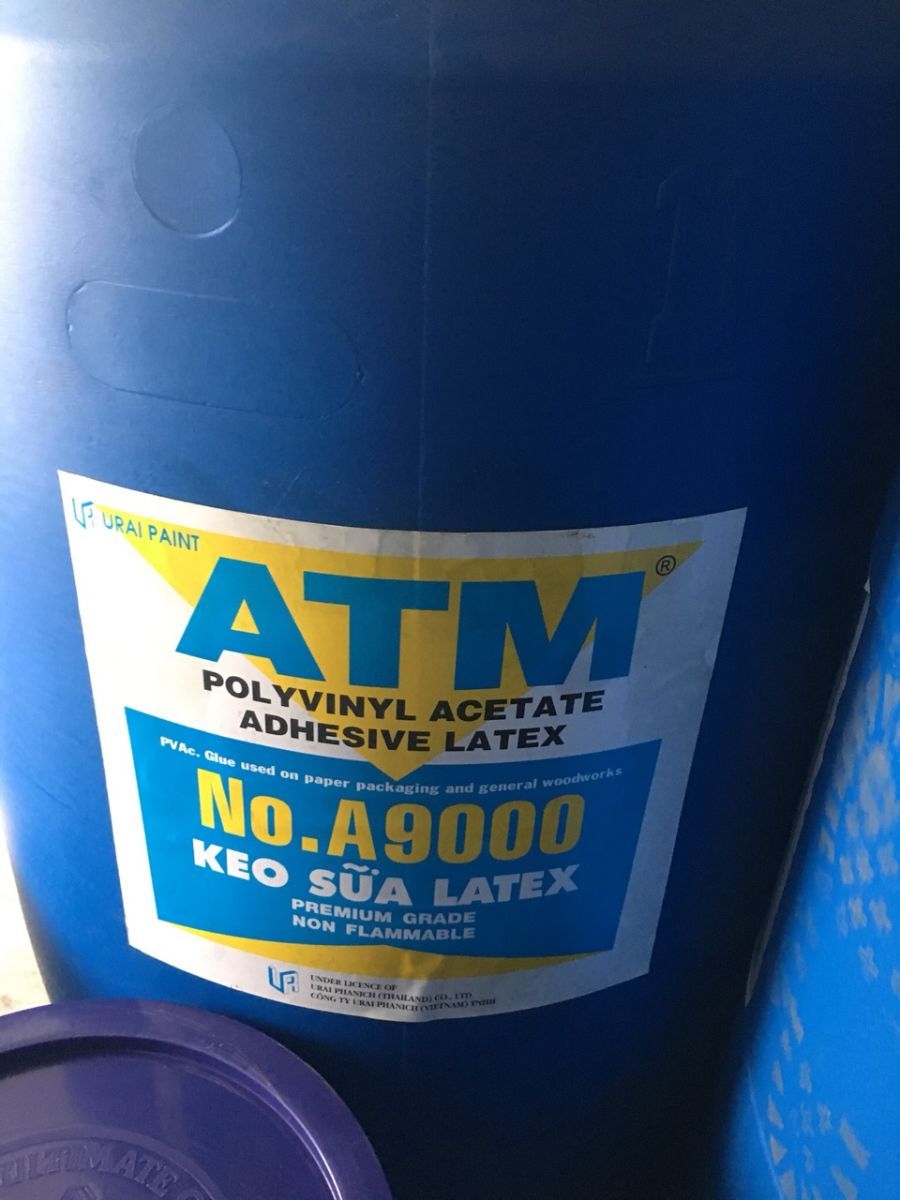 URAI PAINT
ATM®
POLYVINYL ACETATE
ADHESIVE LATEX
PVAc. Glue used on paper packaging and general woodworks
No.A9000
KEO SỮA LATEX
PREMIUM GRADE
NON FLAMMABLE
UNDER LICENCE OF
URAI PHANICH (THAILAND) CO., LTD
CÔNG TY URAI PHANICH (VIETNAM) TNHH
ULTIMATE